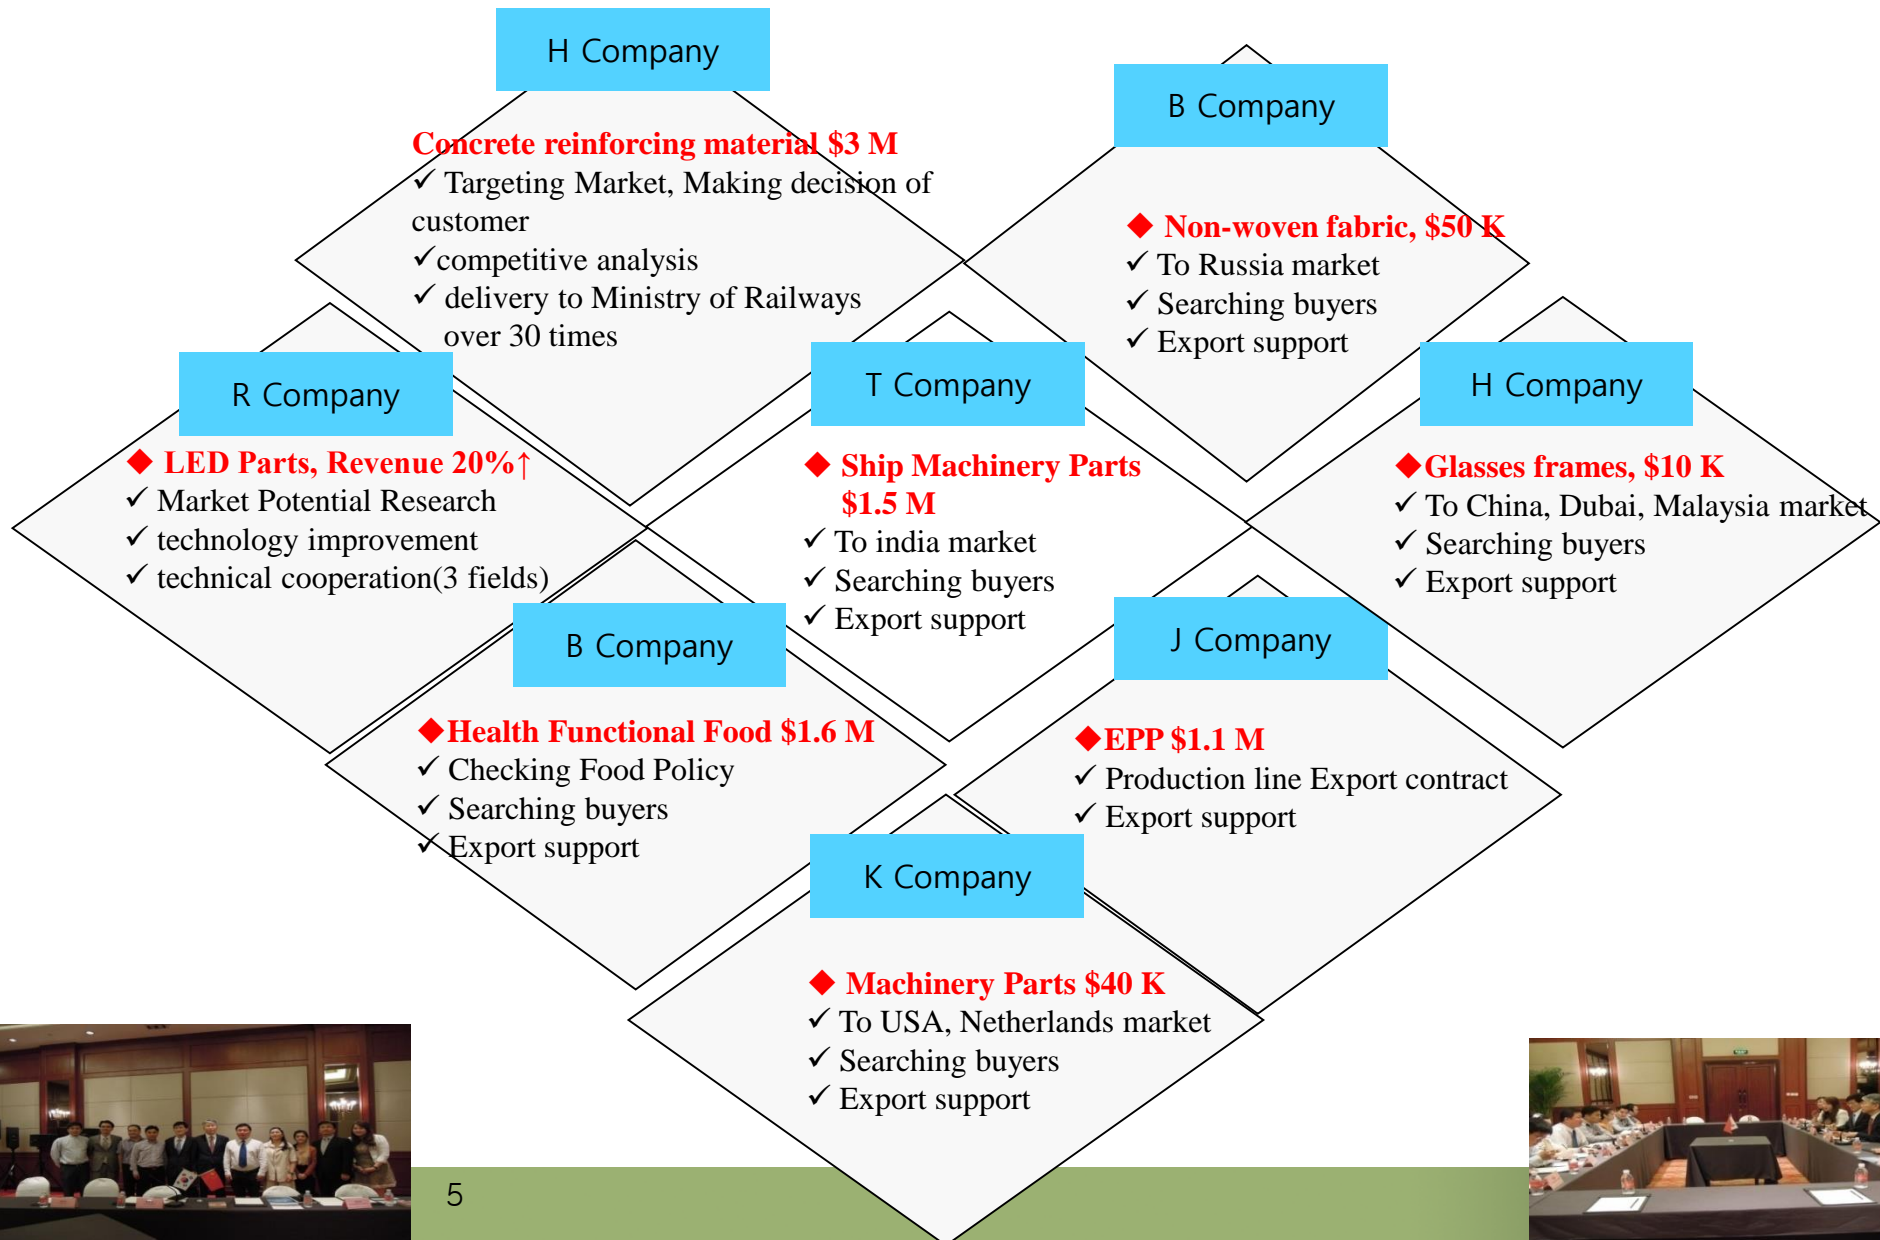 H Company
Concrete reinforcing material $3 M
✓ Targeting Market, Making decision of
customer
✓competitive analysis
✓ delivery to Ministry of Railways
over 30 times
B Company
◆ Non-woven fabric, $50 K
✓ To Russia market
✓ Searching buyers
✓ Export support
R Company
◆ LED Parts, Revenue 20%↑
✓ Market Potential Research
✓ technology improvement
✓ technical cooperation(3 fields)
T Company
◆ Ship Machinery Parts
$1.5 M
✓ To india market
✓ Searching buyers
✓ Export support
H Company
◆Glasses frames, $10 K
✓ To China, Dubai, Malaysia market
✓ Searching buyers
✓ Export support
B Company
◆Health Functional Food $1.6 M
✓ Checking Food Policy
✓ Searching buyers
✓ Export support
J Company
◆EPP $1.1 M
✓ Production line Export contract
✓ Export support
K Company
◆ Machinery Parts $40 K
✓ To USA, Netherlands market
✓ Searching buyers
✓ Export support
5